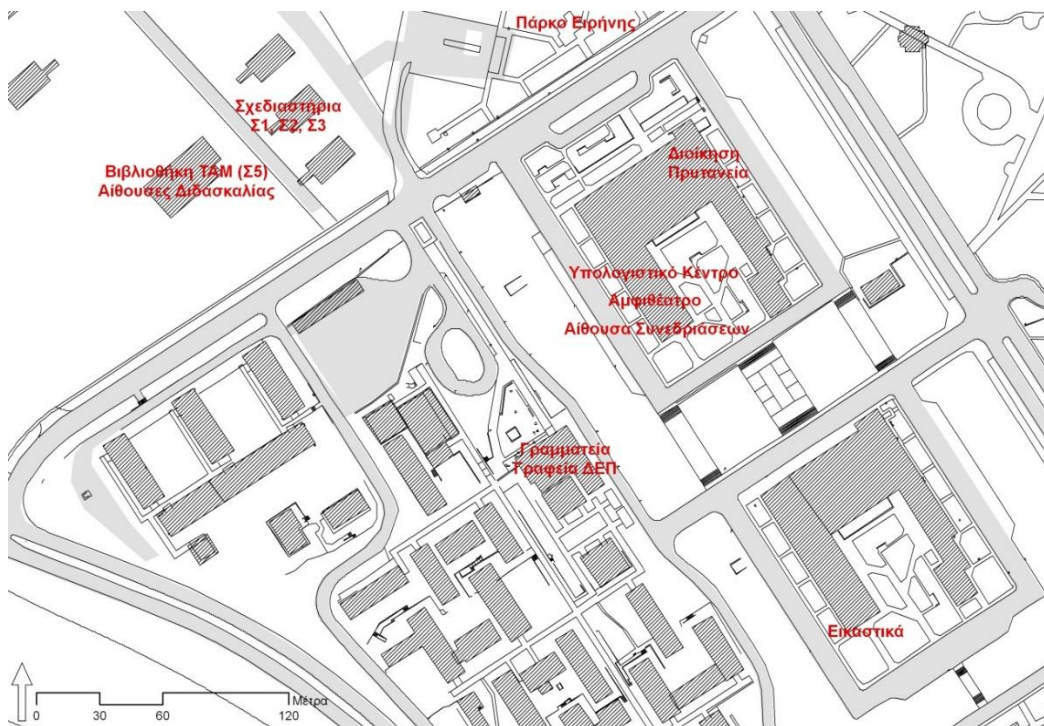 Πάρκο Ειρήνης
Σχεδιαστήρια
Σ1, Σ2, Σ3
Βιβλιοθήκη ΤΑΜ (Σ5)
Αίθουσες Διδασκαλίας
Διοίκηση
Πρυτανεία
Υπολογιστικό Κέντρο
Αμφιθέατρο
Αίθουσα Συνεδριάσεων
Γραμματεία
Γραφεία ΔΕΠ
Εικαστικά
Μέτρα
0 30 60 120